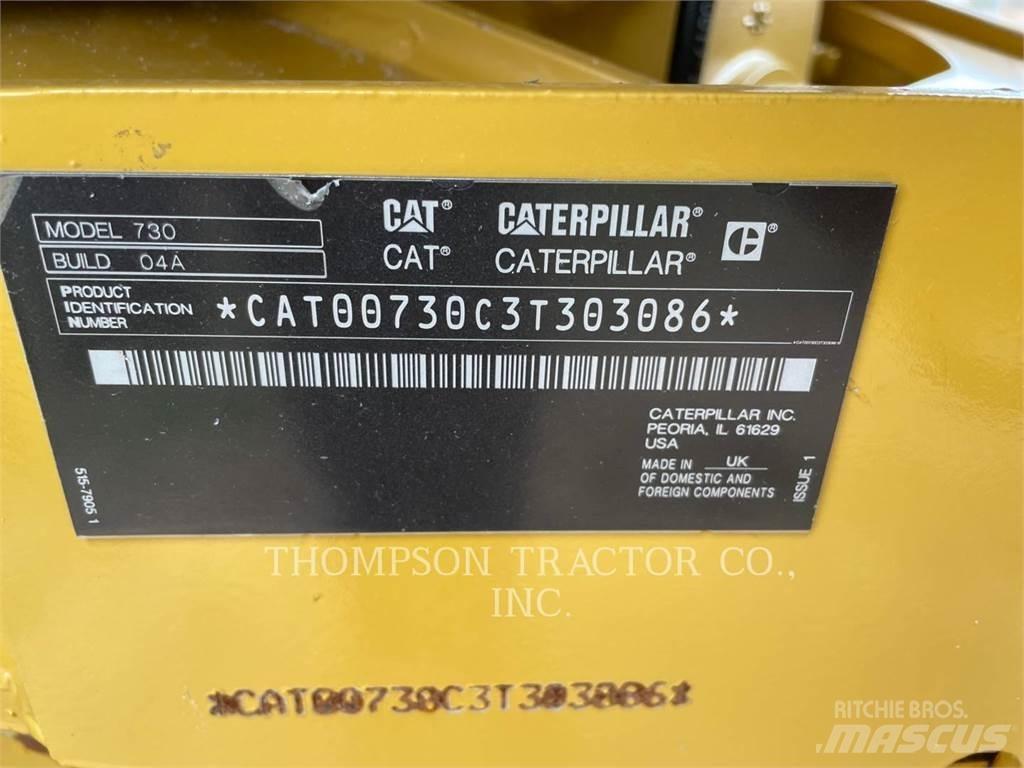 MODEL 730
BUILD 04A
CAT® CATERPILLAR® C®
CAT® CATERPILLAR®
PRODUCT
IDENTIFICATION
NUMBER
*CAT00730C3T303086*
CATERPILLAR INC.
PEORIA, IL 61629
USA
MADE IN UK
OF DOMESTIC AND
FOREIGN COMPONENTS
ISSUE 1
515-7905 1
THOMPSON TRACTOR CO.,
INC.
*CAT00730C3T303086*
RITCHIE BROS.
MASCUS